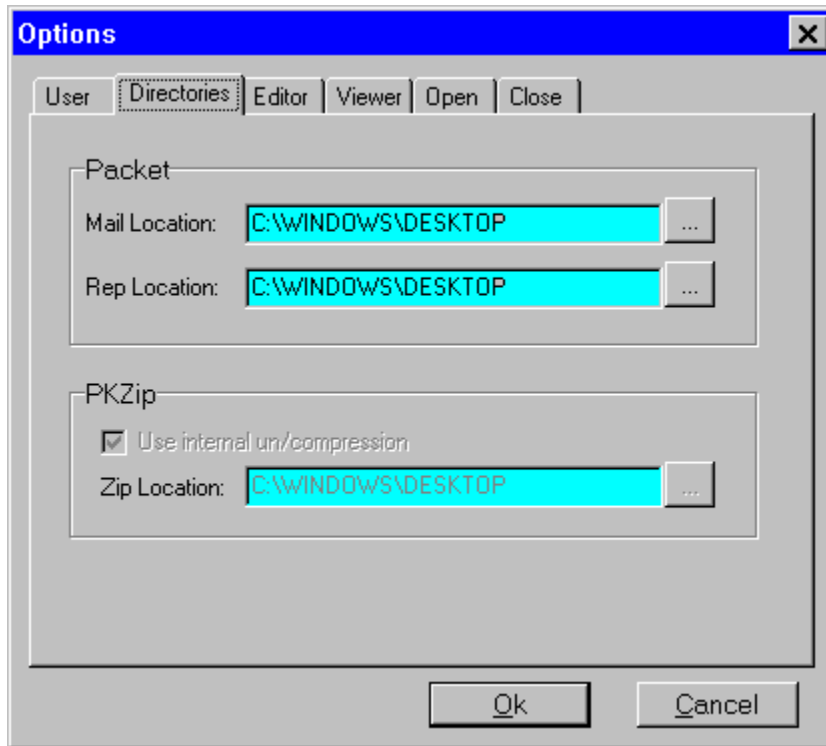 Options
User Directories Editor Viewer Open Close
Packet
Mail Location: C:\WINDOWS\DESKTOP ...
Rep Location: C:\WINDOWS\DESKTOP ...
PKZip
Use internal un/compression
Zip Location: C:\WINDOWS\DESKTOP ...
Ok Cancel